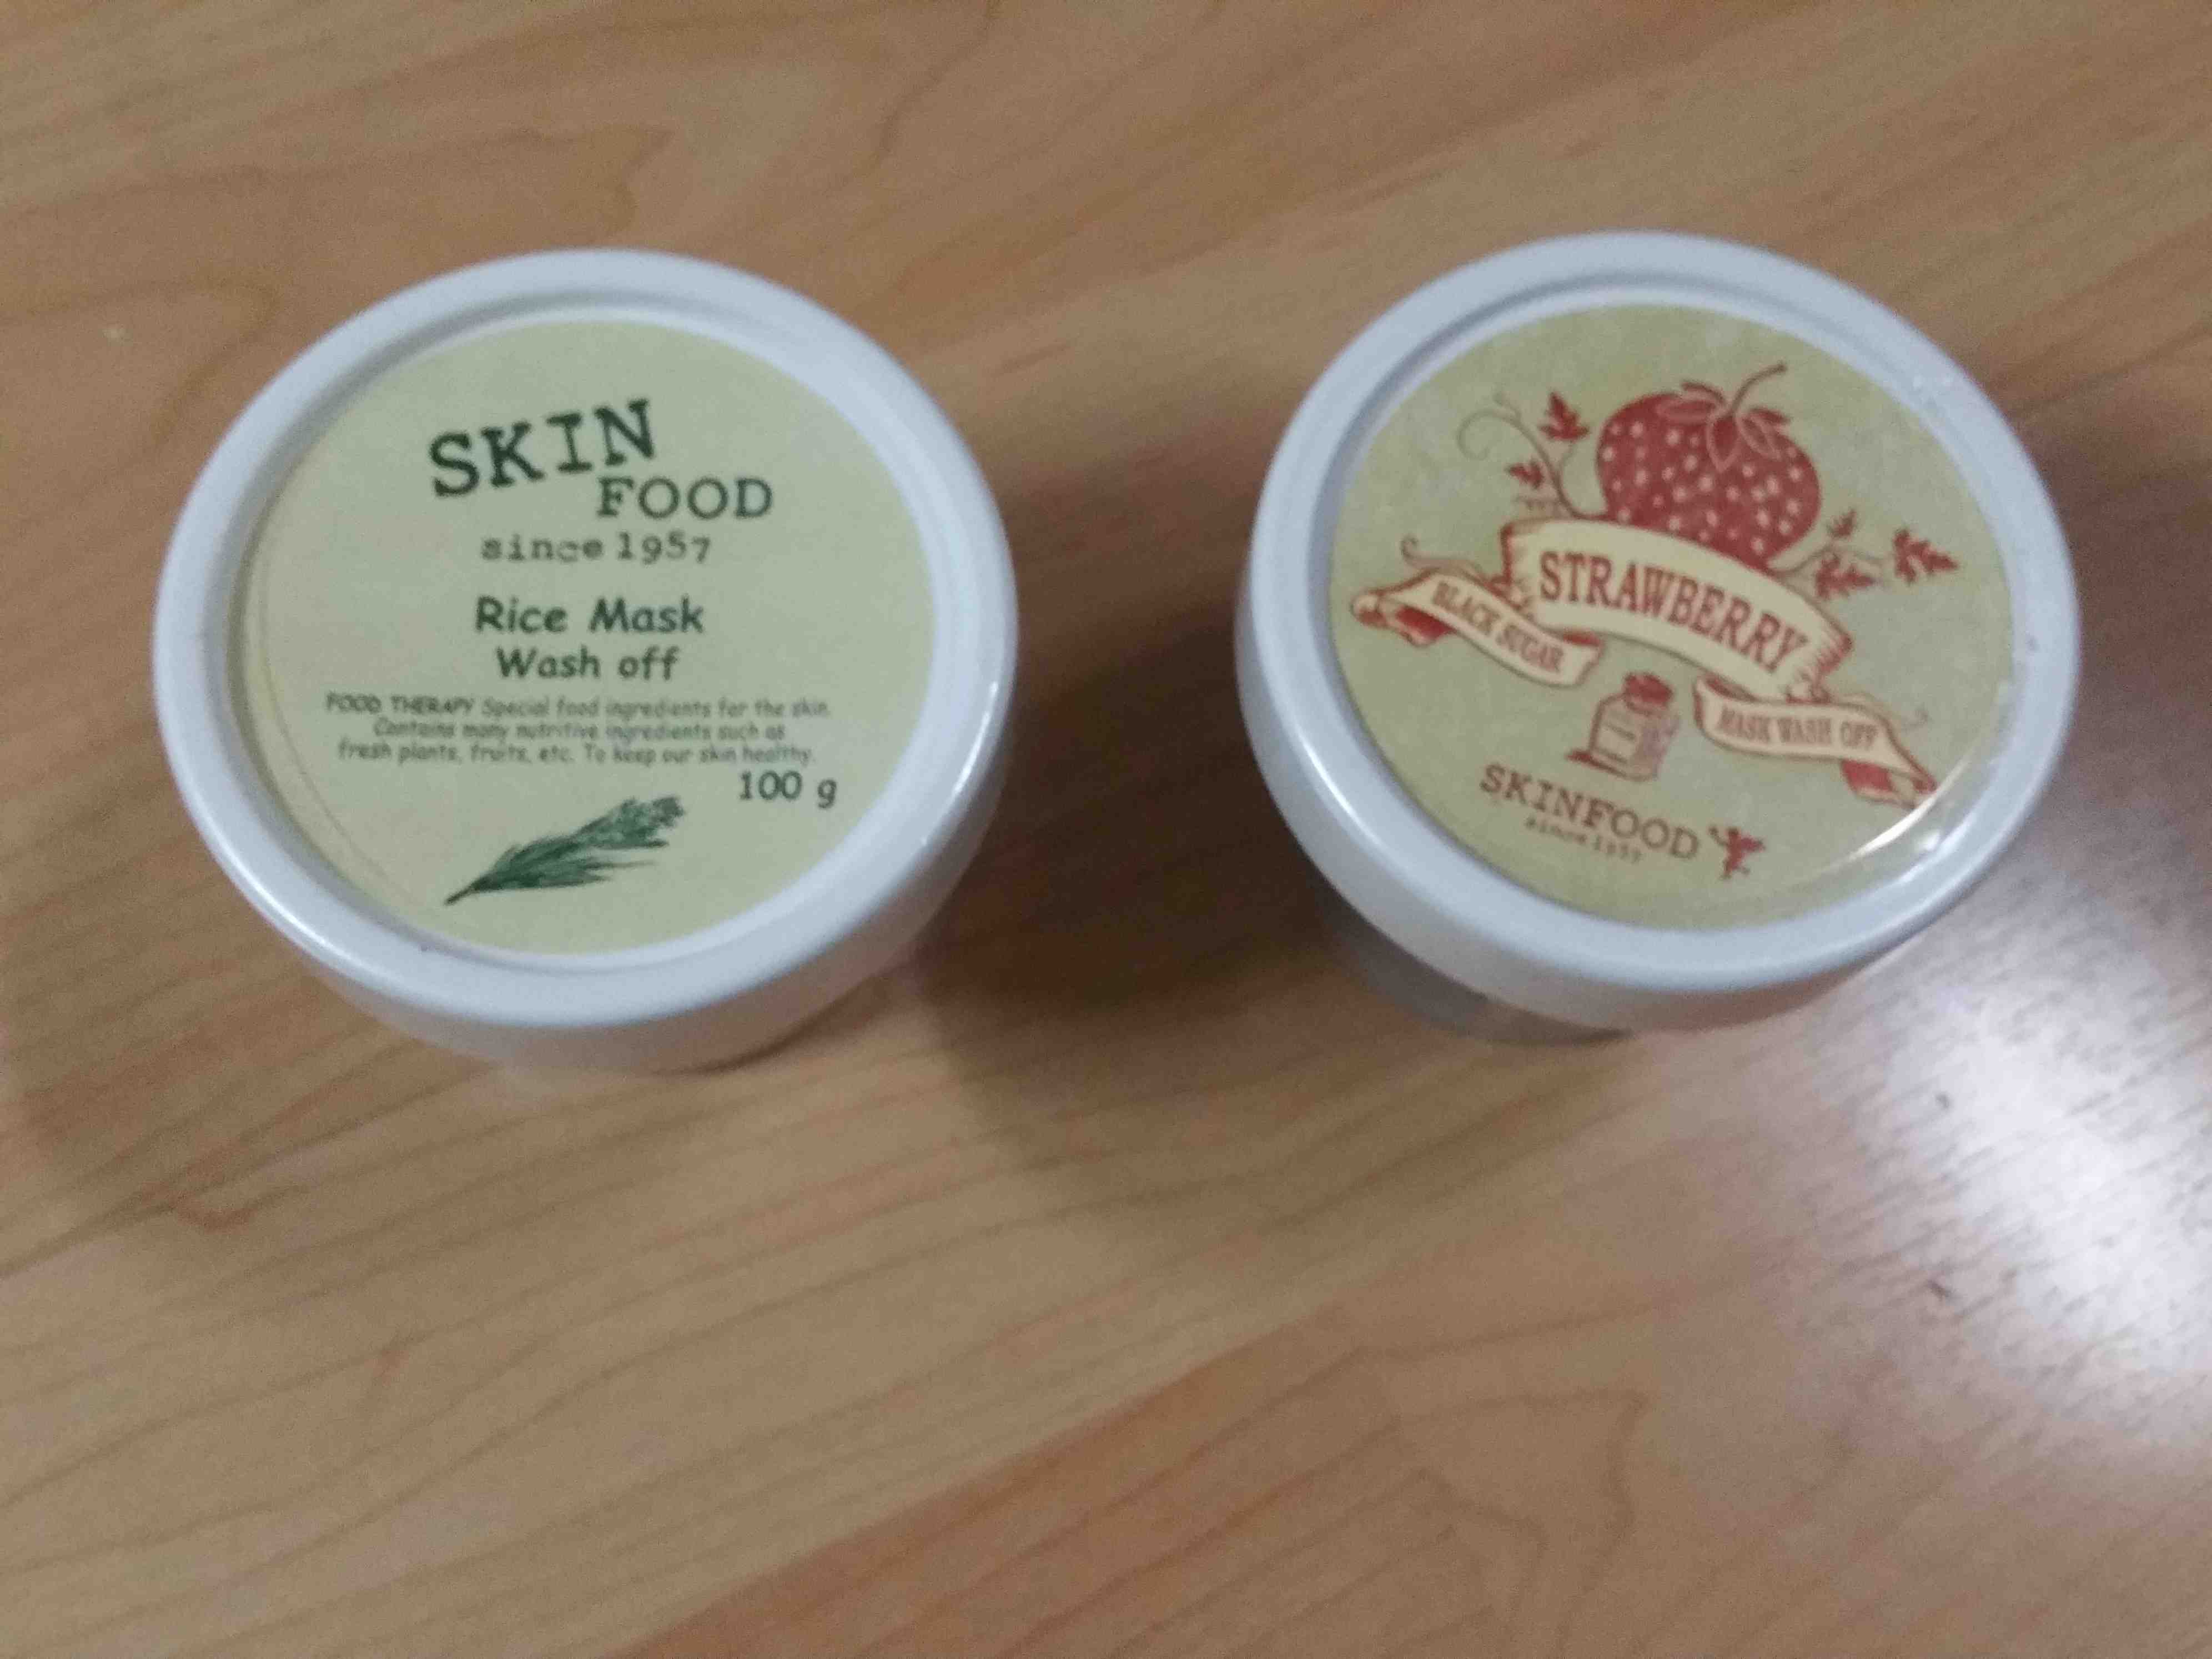 SKIN
FOOD
since 1957
Rice Mask
Wash off
FOOD THERAPY Special food ingredients for the skin.
Contains many nutritive ingredients such as
fresh plants, fruits, etc. To keep our skin healthy.
100 g
STRAWBERRY
BLACK SUGAR
MASK WASH OFF
SKINFOOD
since 1957